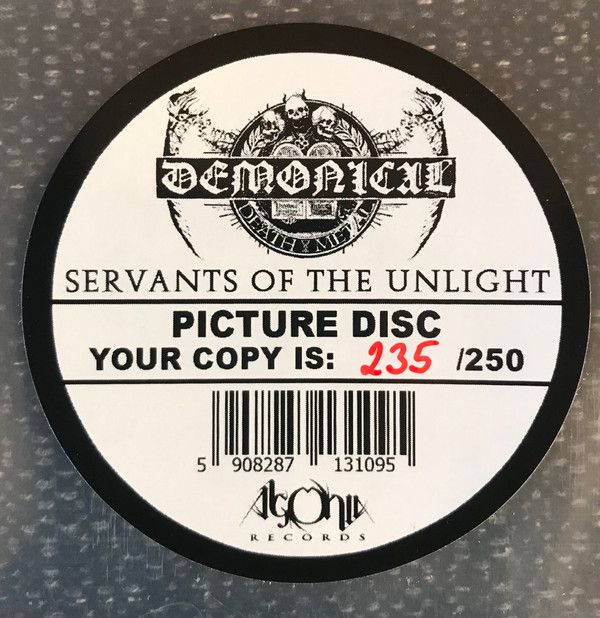 DEMONICAL
DEATH X METAL
SERVANTS OF THE UNLIGHT
PICTURE DISC
YOUR COPY IS: 235 /250
5 908287 131095
AgOniA
RECORDS